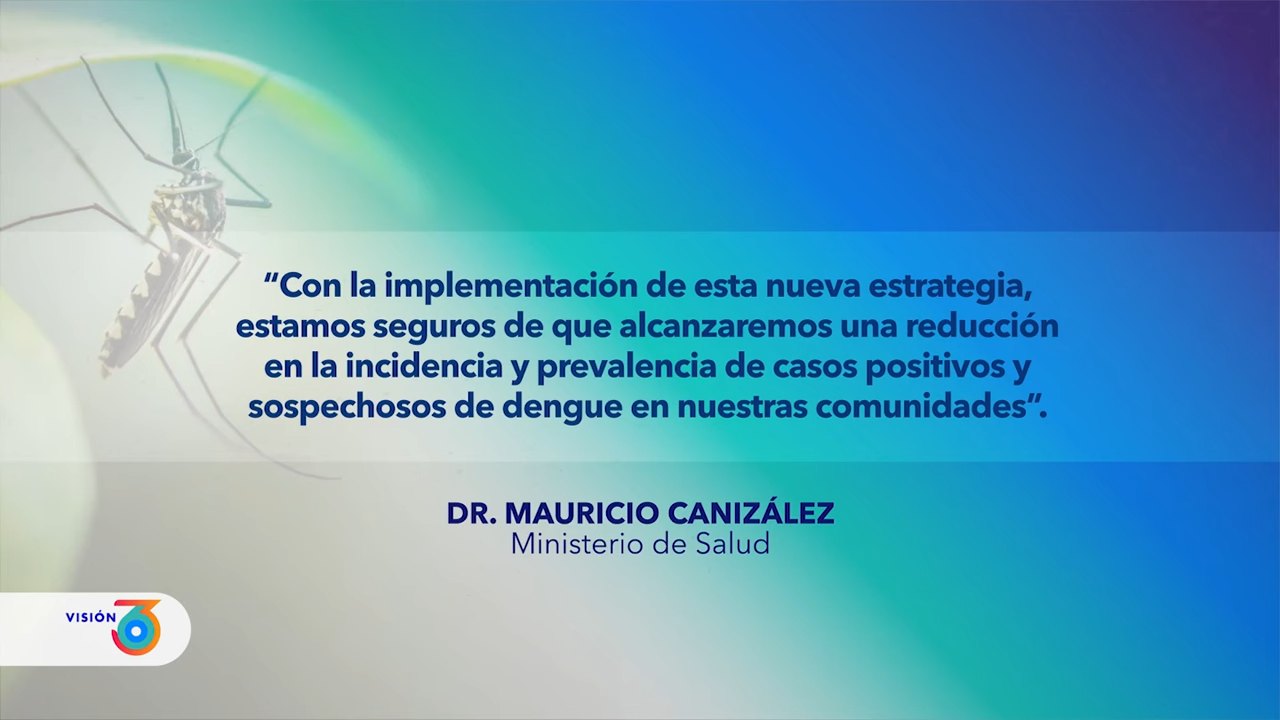 “Con la implementación de esta nueva estrategia,
estamos seguros de que alcanzaremos una reducción
en la incidencia y prevalencia de casos positivos y
sospechosos de dengue en nuestras comunidades”.
DR. MAURICIO CANIZÁLEZ
Ministerio de Salud
VISIÓN 3